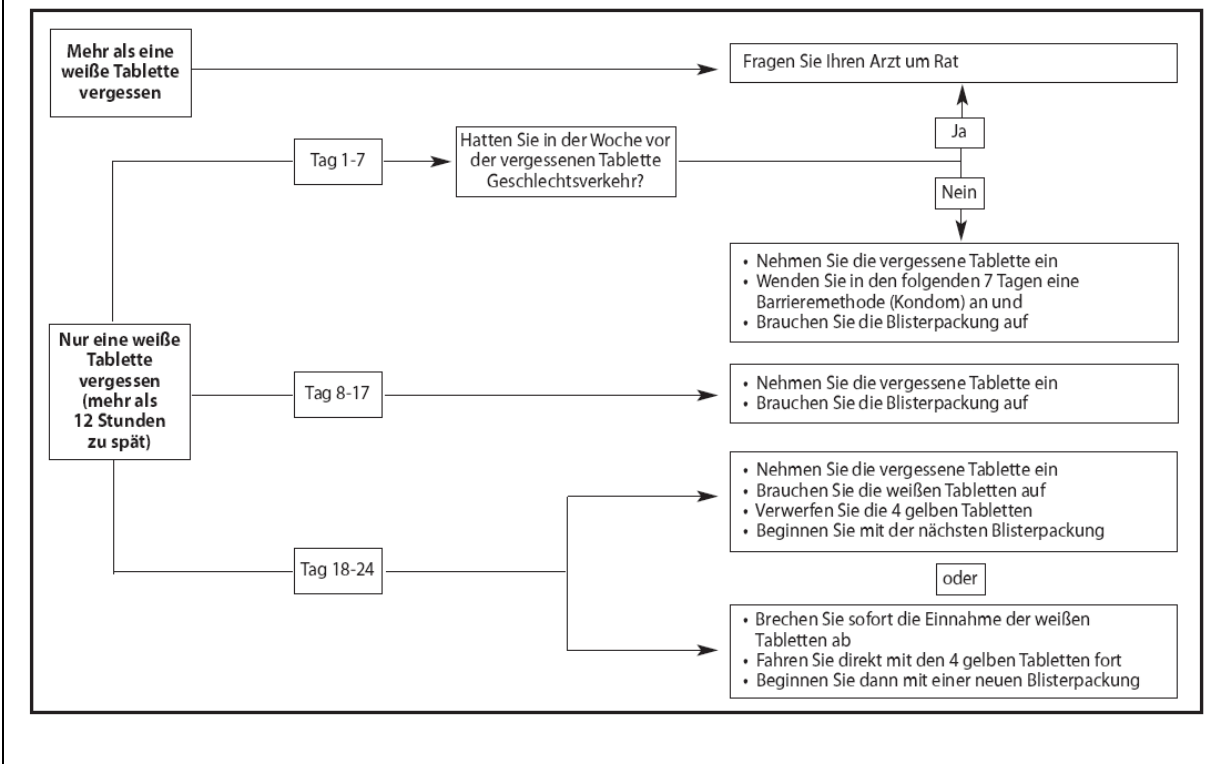 Mehr als eine
weiße Tablette
vergessen
Fragen Sie Ihren Arzt um Rat
Ja
Tag 1-7
Hatten Sie in der Woche vor
der vergessenen Tablette
Geschlechtsverkehr?
Nein
• Nehmen Sie die vergessene Tablette ein
• Wenden Sie in den folgenden 7 Tagen eine
Barrieremethode (Kondom) an und
• Brauchen Sie die Blisterpackung auf
Nur eine weiße
Tablette
vergessen
(mehr als
12 Stunden
zu spät)
Tag 8-17
• Nehmen Sie die vergessene Tablette ein
• Brauchen Sie die Blisterpackung auf
Tag 18-24
• Nehmen Sie die vergessene Tablette ein
• Brauchen Sie die weißen Tabletten auf
• Verwerfen Sie die 4 gelben Tabletten
• Beginnen Sie mit der nächsten Blisterpackung
oder
• Brechen Sie sofort die Einnahme der weißen
Tabletten ab
• Fahren Sie direkt mit den 4 gelben Tabletten fort
• Beginnen Sie dann mit einer neuen Blisterpackung